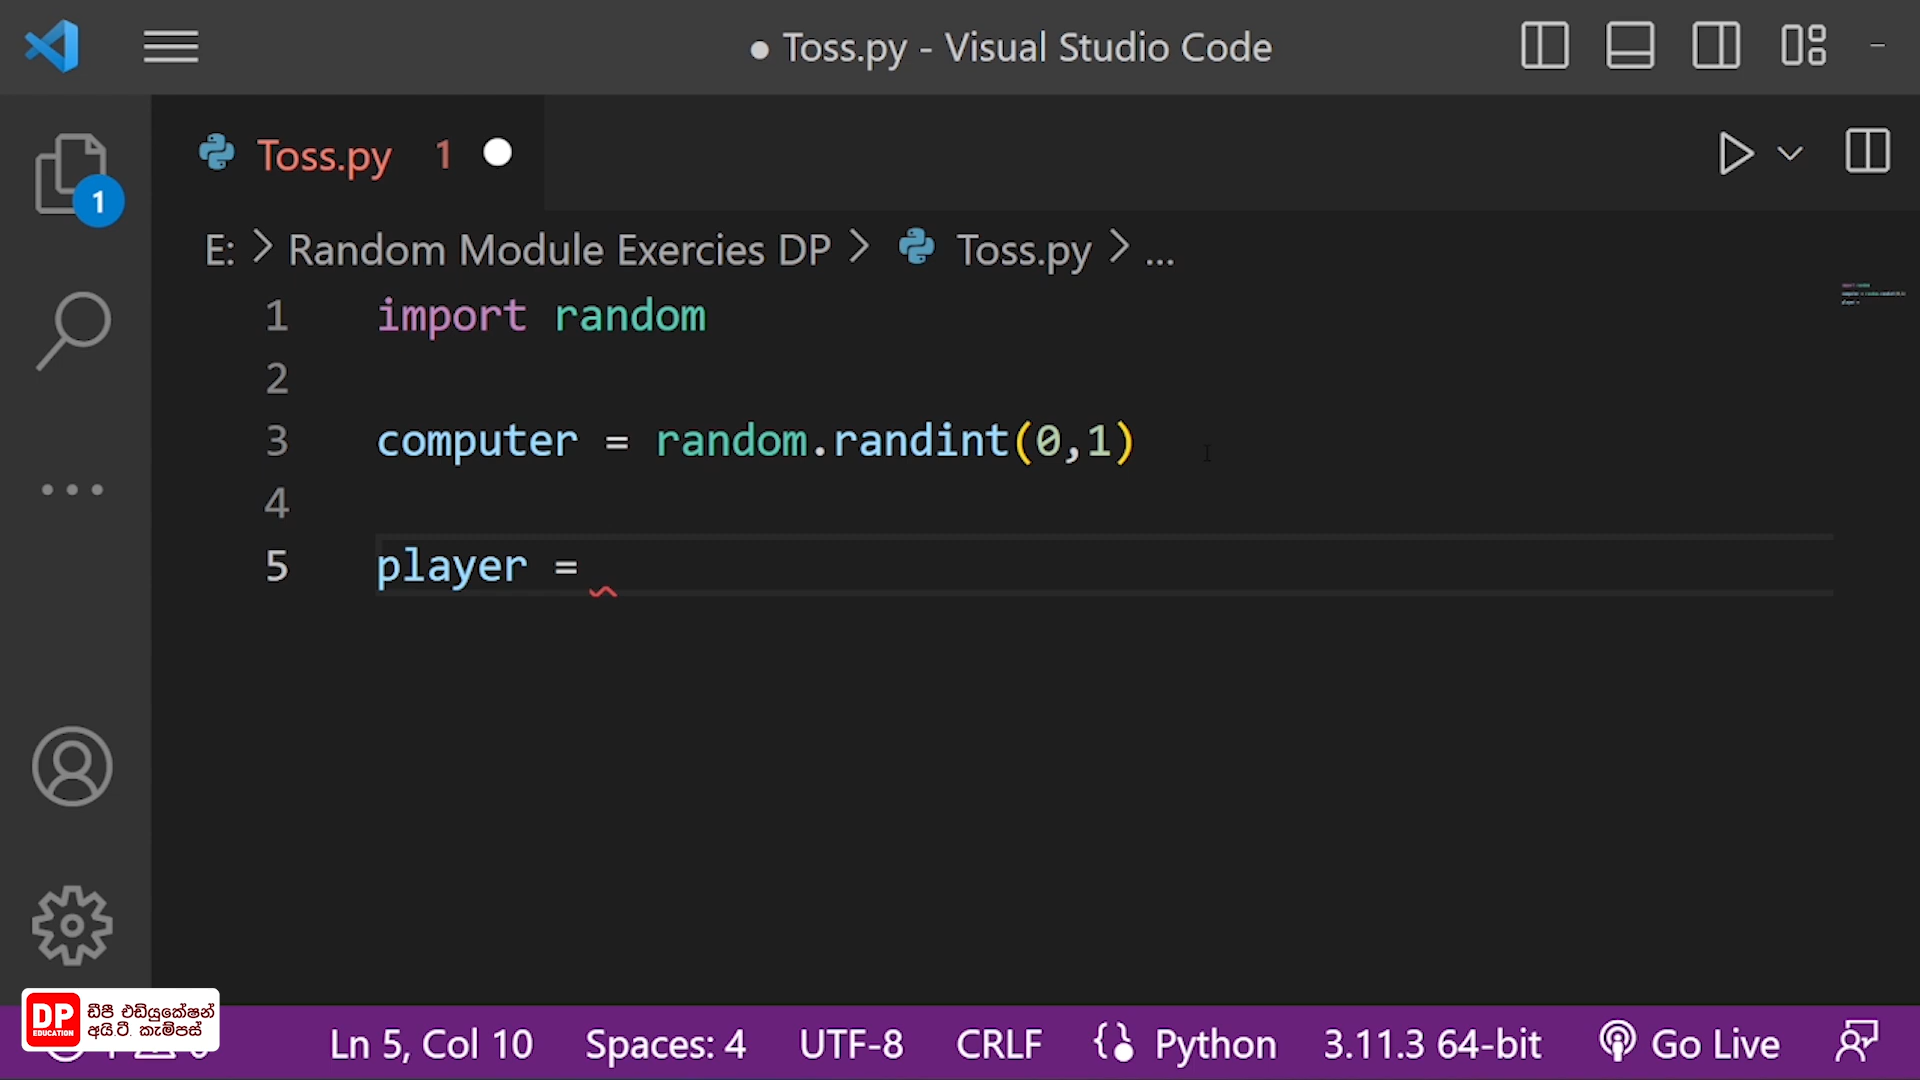 ● Toss.py - Visual Studio Code
Toss.py 1
1
E: > Random Module Exercies DP > Toss.py > ...
1 import random
2
3 computer = random.randint(0,1)
4
5 player =
DP
EDUCATION
ඩීපී එඩියුකේෂන්
අයි.ටී. කැම්පස්
Ln 5, Col 10 Spaces: 4 UTF-8 CRLF Python 3.11.3 64-bit Go Live